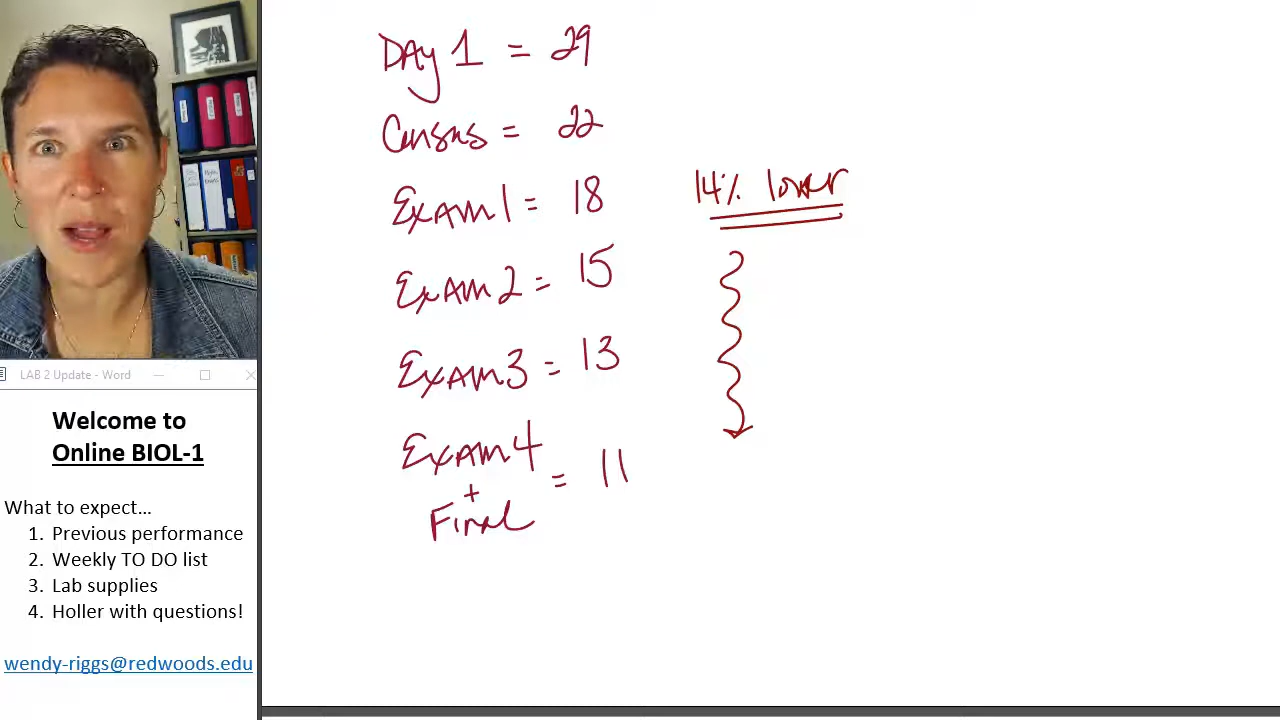 DAy 1 = 29
Census = 22
Exam 1 = 18
14% lower
Exam 2 = 15
Exam 3 = 13
Exam 4
+
Final
= 11
LAB 2 Update - Word
Welcome to
Online BIOL-1
What to expect...
1. Previous performance
2. Weekly TO DO list
3. Lab supplies
4. Holler with questions!
wendy-riggs@redwoods.edu